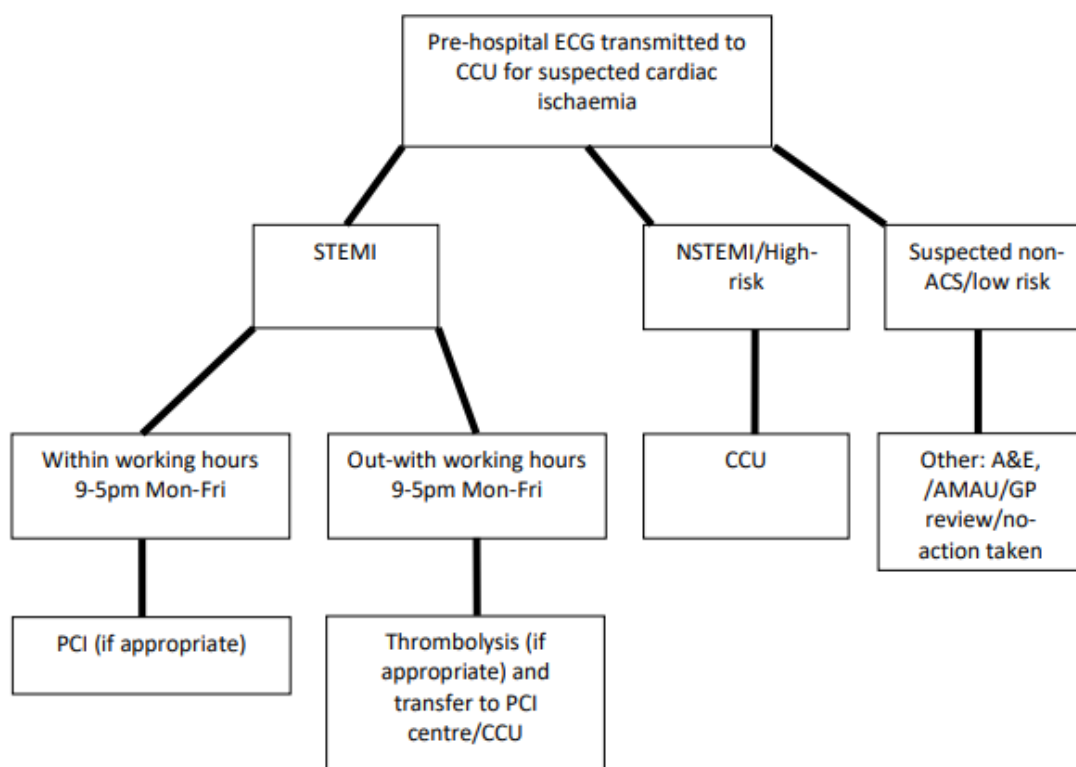 Pre-hospital ECG transmitted to
CCU for suspected cardiac
ischaemia
STEMI
NSTEMI/High-
risk
Suspected non-
ACS/low risk
Within working hours
9-5pm Mon-Fri
Out-with working hours
9-5pm Mon-Fri
CCU
Other: A&E,
/AMAU/GP
review/no-
action taken
PCI (if appropriate)
Thrombolysis (if
appropriate) and
transfer to PCI
centre/CCU